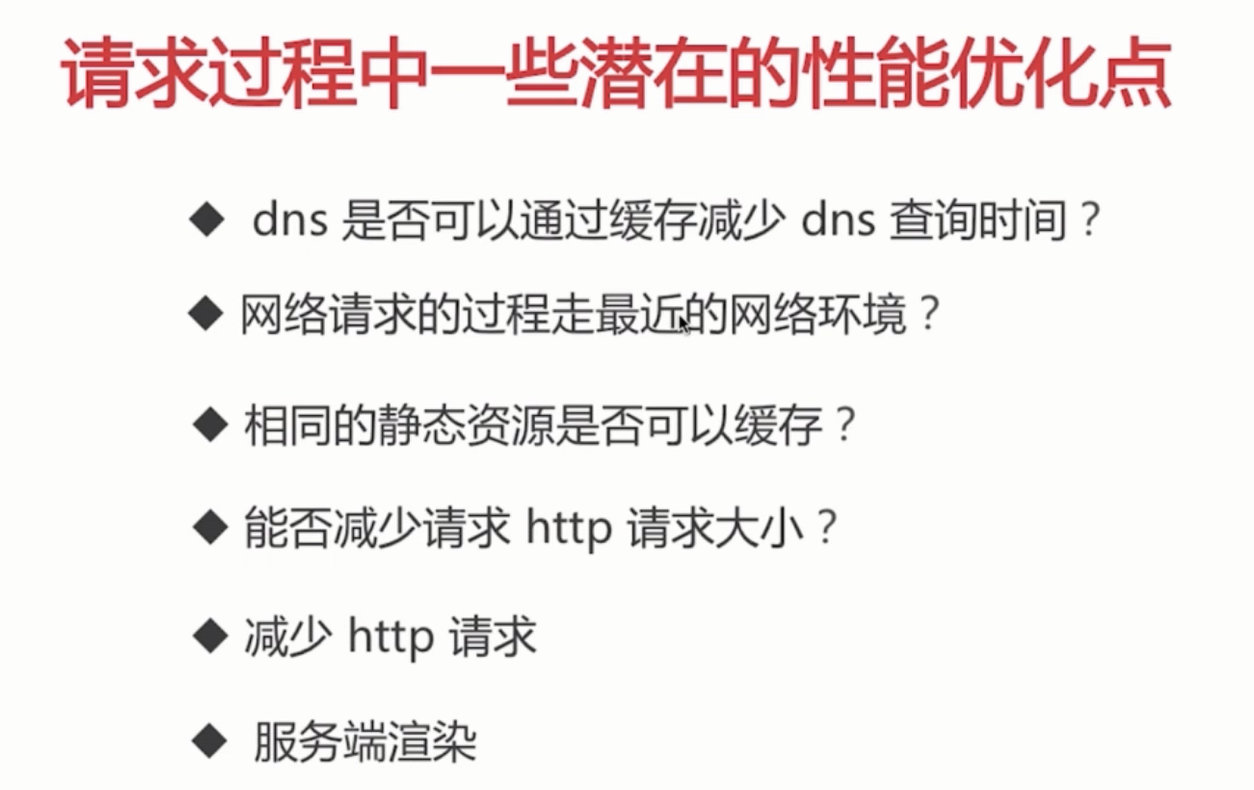 请求过程中一些潜在的性能优化点
◆ dns 是否可以通过缓存减少 dns 查询时间？
◆ 网络请求的过程走最近的网络环境？
◆ 相同的静态资源是否可以缓存？
◆ 能否减少请求 http 请求大小？
◆ 减少 http 请求
◆ 服务端渲染